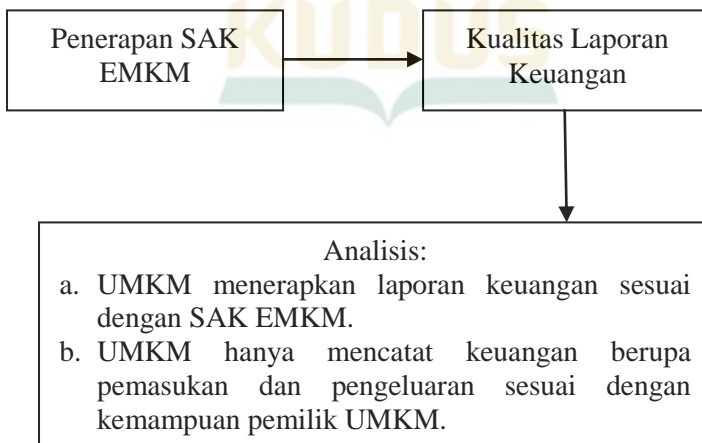 KUDUS
Penerapan SAK
EMKM
Kualitas Laporan
Keuangan
Analisis:
a. UMKM menerapkan laporan keuangan sesuai
dengan SAK EMKM.
b. UMKM hanya mencatat keuangan berupa
pemasukan dan pengeluaran sesuai dengan
kemampuan pemilik UMKM.